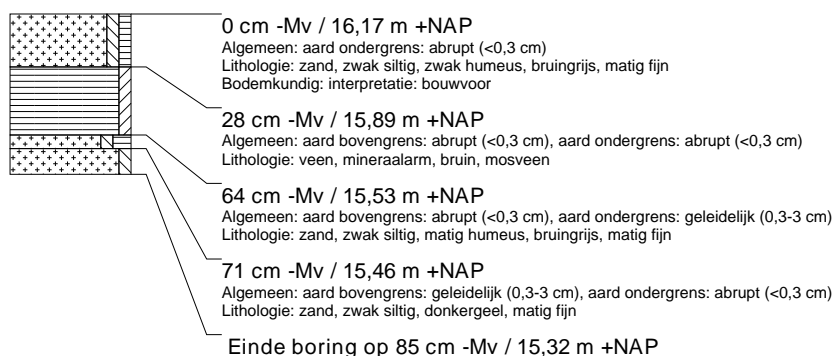 0 cm -Mv / 16,17 m +NAP
Algemeen: aard ondergrens: abrupt (<0,3 cm)
Lithologie: zand, zwak siltig, zwak humeus, bruingrijs, matig fijn
Bodemkundig: interpretatie: bouwvoor
28 cm -Mv / 15,89 m +NAP
Algemeen: aard bovengrens: abrupt (<0,3 cm), aard ondergrens: abrupt (<0,3 cm)
Lithologie: veen, mineraalarm, bruin, mosveen
64 cm -Mv / 15,53 m +NAP
Algemeen: aard bovengrens: abrupt (<0,3 cm), aard ondergrens: geleidelijk (0,3-3 cm)
Lithologie: zand, zwak siltig, matig humeus, bruingrijs, matig fijn
71 cm -Mv / 15,46 m +NAP
Algemeen: aard bovengrens: geleidelijk (0,3-3 cm), aard ondergrens: abrupt (<0,3 cm)
Lithologie: zand, zwak siltig, donkergeel, matig fijn
Einde boring op 85 cm -Mv / 15,32 m +NAP